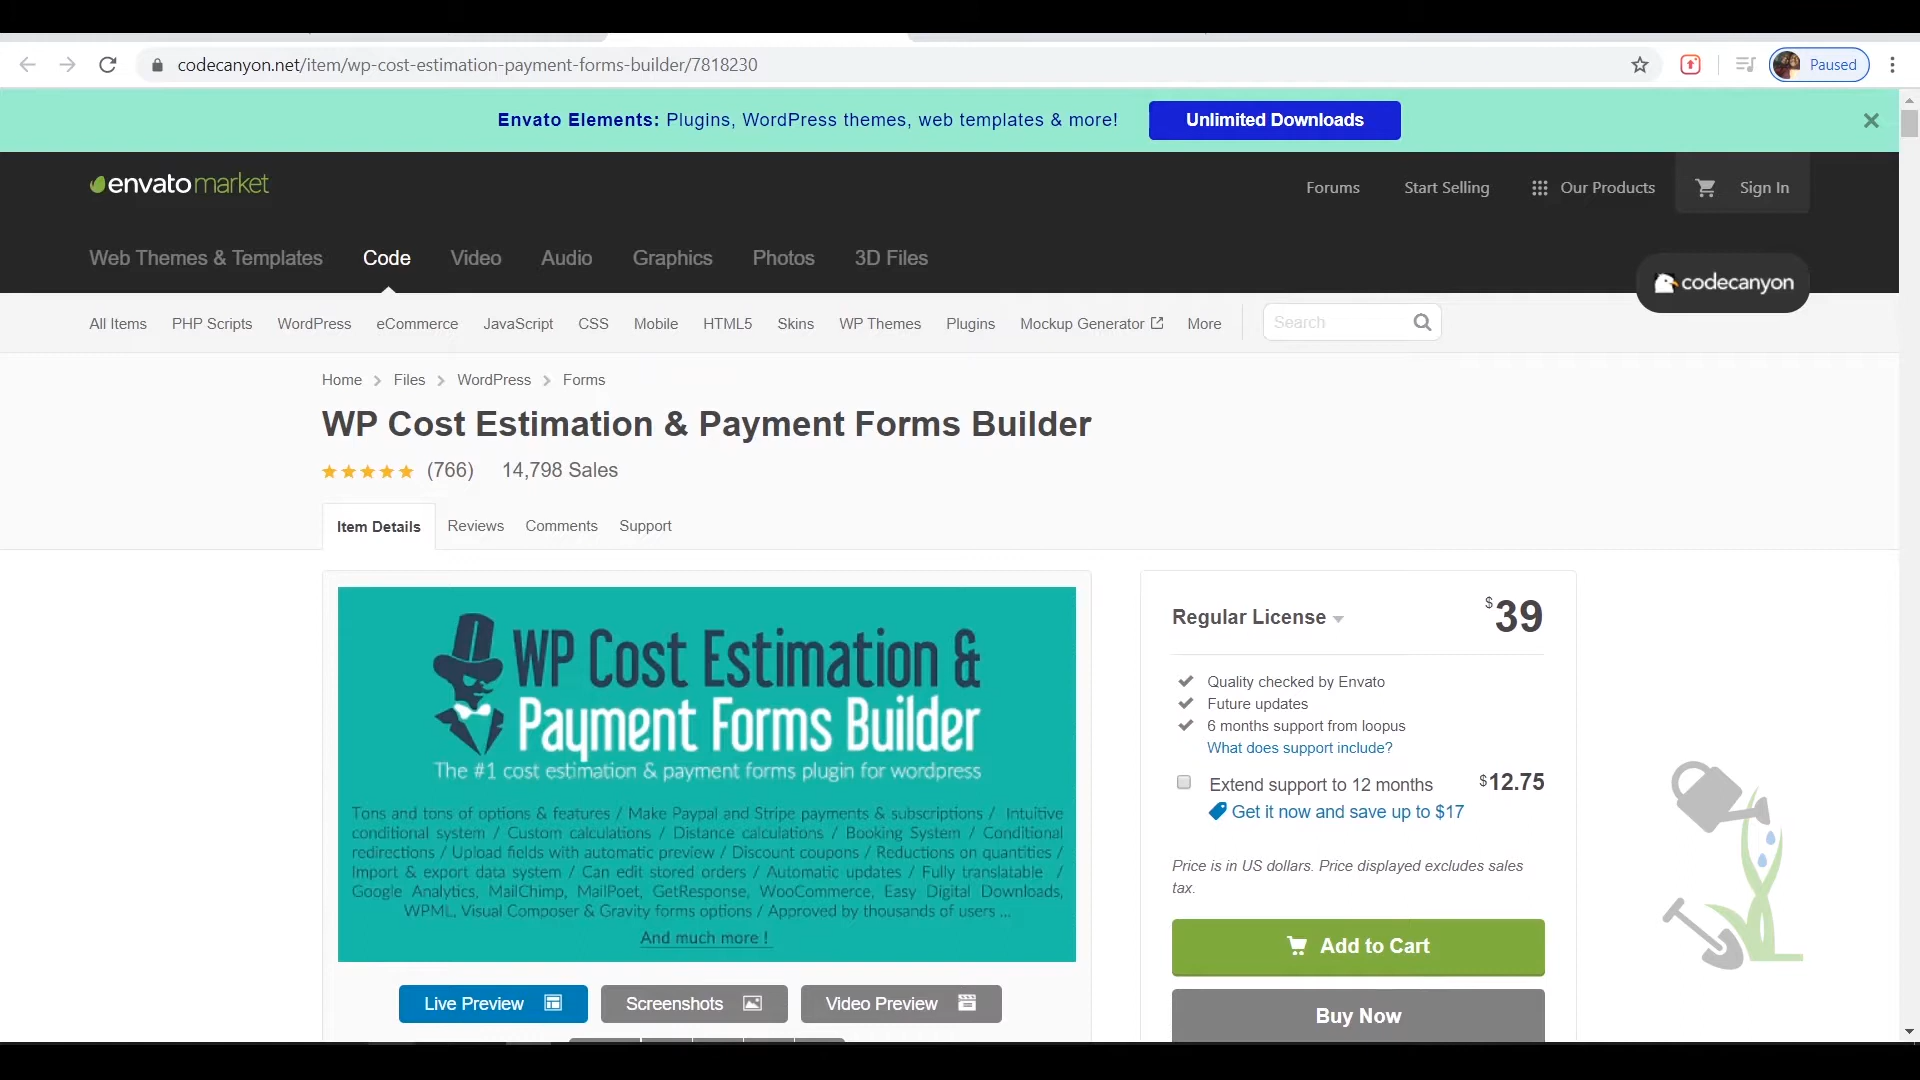 codecanyon.net/item/wp-cost-estimation-payment-forms-builder/7818230
Paused
Envato Elements: Plugins, WordPress themes, web templates & more!
Unlimited Downloads
envatomarket
Forums
Start Selling
Our Products
Sign In
Web Themes & Templates
Code
Video
Audio
Graphics
Photos
3D Files
codecanyon
All Items
PHP Scripts
WordPress
eCommerce
JavaScript
CSS
Mobile
HTML5
Skins
WP Themes
Plugins
Mockup Generator
More
Search
Home
Files
WordPress
Forms
WP Cost Estimation & Payment Forms Builder
(766)
14,798 Sales
Item Details
Reviews
Comments
Support
WP Cost Estimation &
Payment Forms Builder
The #1 cost estimation & payment forms plugin for wordpress
Tons and tons of options & features / Make Paypal and Stripe payments & subscriptions / Intuitive
conditional system / Custom calculations / Distance calculations / Booking System / Conditional
redirections / Upload fields with automatic preview / Discount coupons / Reductions on quantities /
Import & export data system / Can edit stored orders / Automatic updates / Fully translatable /
Google Analytics, MailChimp, MailPoet, GetResponse, WooCommerce, Easy Digital Downloads,
WPML, Visual Composer & Gravity forms options / Approved by thousands of users ...
And much more !
Live Preview
Screenshots
Video Preview
Regular License
$39
Quality checked by Envato
Future updates
6 months support from loopus
What does support include?
Extend support to 12 months
$12.75
Get it now and save up to $17
Price is in US dollars. Price displayed excludes sales
tax.
Add to Cart
Buy Now